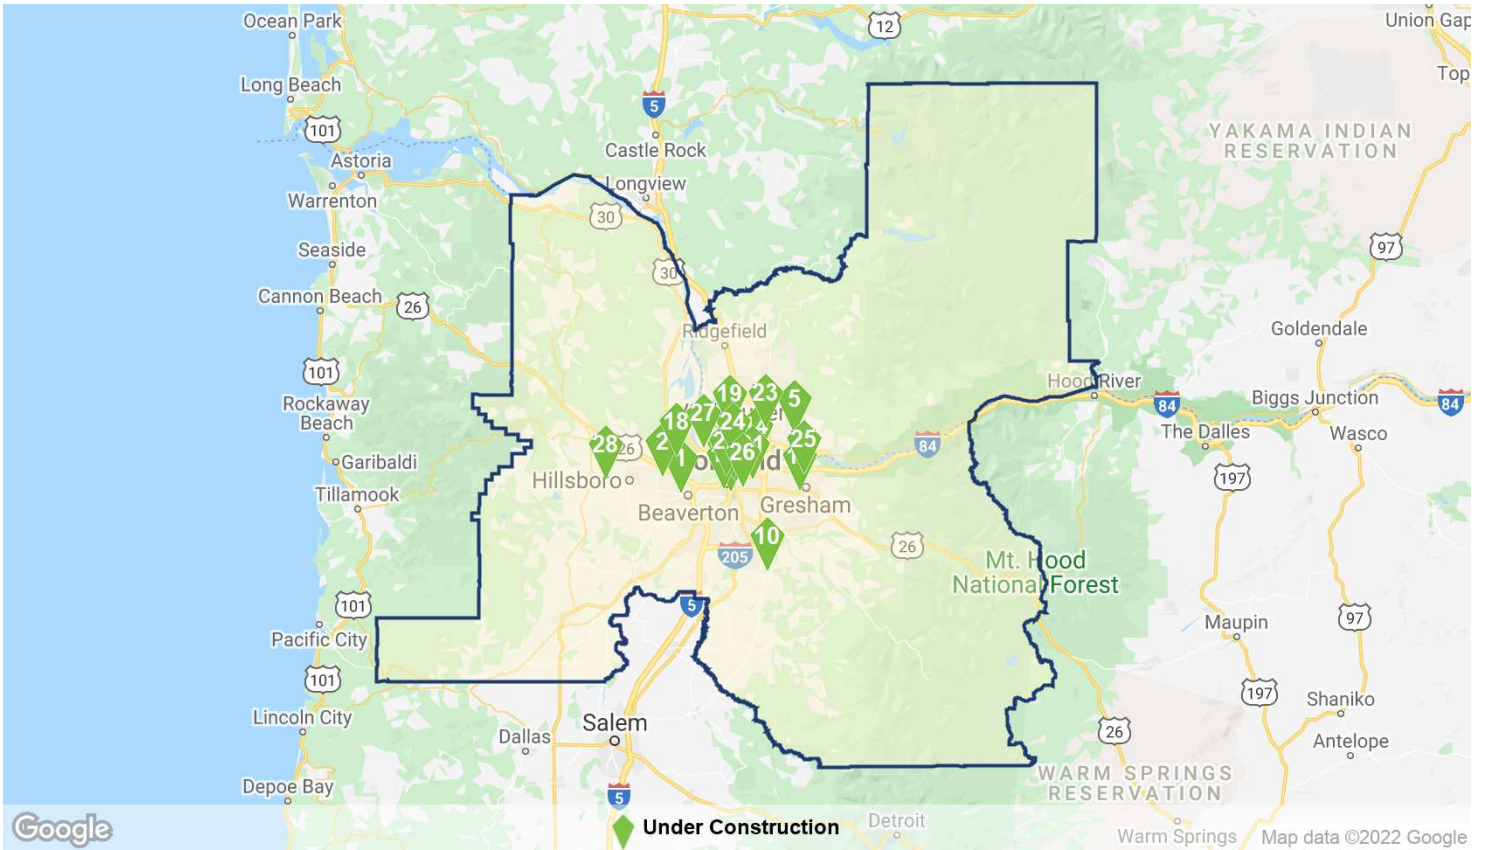 Ocean Park
12
Union Gap
Top
Long Beach
5
101
YAKAMA INDIAN
RESERVATION
Castle Rock
Astoria
Longview
Warrenton
30
Seaside
97
30
Cannon Beach
26
Goldendale
Ridgefield
101
Hood River
Rockaway
Beach
84
Biggs Junction
84
19
23
5
27
18
24
The Dalles
Wasco
28
26
2
25
26
1
84
Garibaldi
Hillsboro
197
Tillamook
Gresham
Beaverton
10
205
26
Mt. Hood
National Forest
101
5
97
Pacific City
Maupin
101
197
Shaniko
Lincoln City
Salem
Dallas
26
Antelope
WARM SPRINGS
RESERVATION
Depoe Bay
5
Detroit
Google
Under Construction
Warm Springs
Map data ©2022 Google